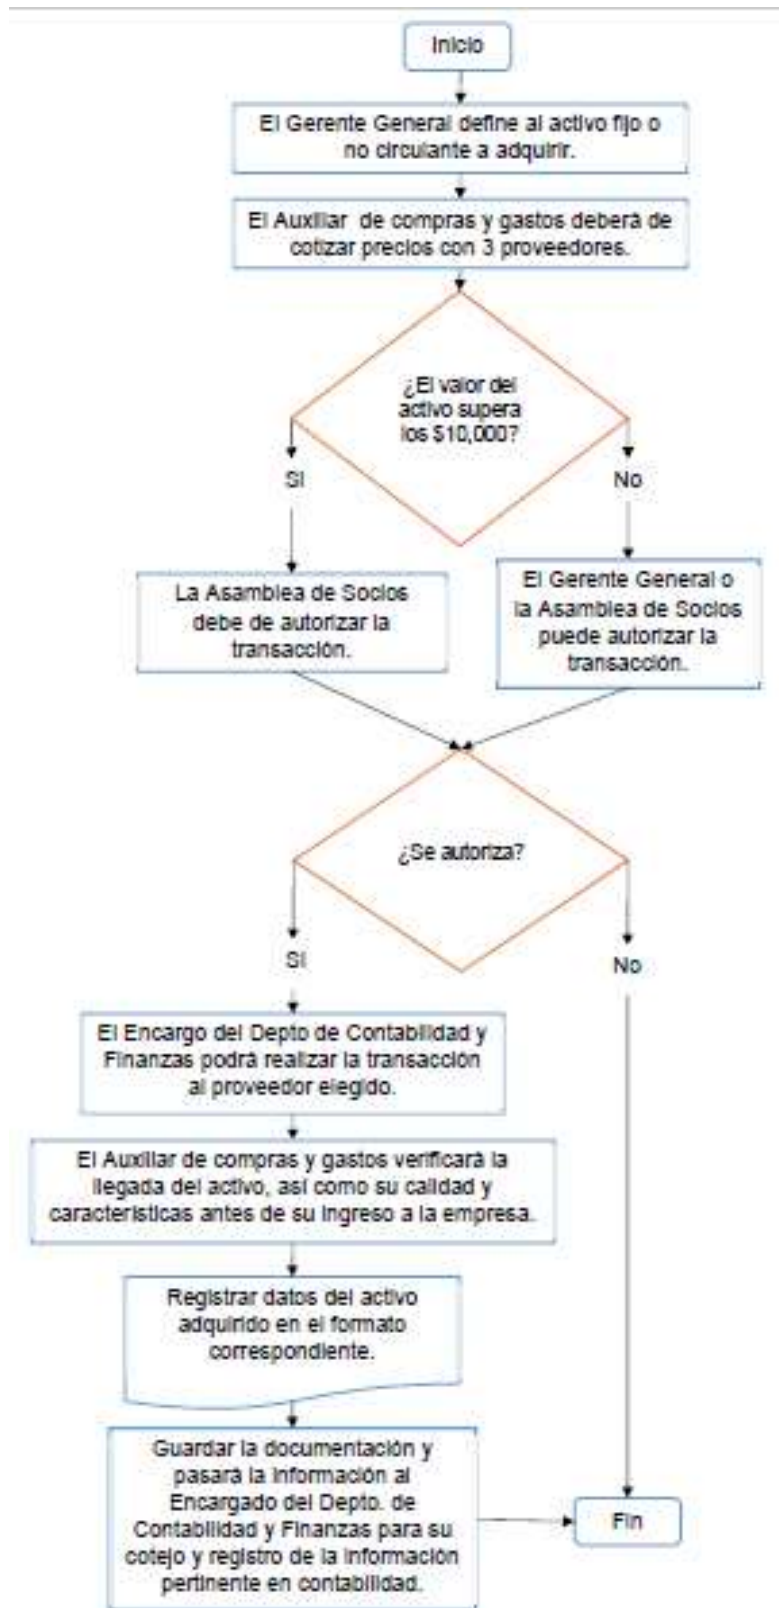 Inicio
El Gerente General define al activo fijo o
no circulante a adquirir.
El Auxiliar de compras y gastos deberá de
cotizar precios con 3 proveedores.
¿El valor del
activo supera
los $10,000?
Si
No
La Asamblea de Socios
debe de autorizar la
transacción.
El Gerente General o
la Asamblea de Socios
puede autorizar la
transacción.
¿Se autoriza?
Si
No
El Encargo del Depto de Contabilidad y
Finanzas podrá realizar la transacción
al proveedor elegido.
El Auxiliar de compras y gastos verificará la
llegada del activo, así como su calidad y
características antes de su ingreso a la empresa.
Registrar datos del activo
adquirido en el formato
correspondiente.
Guardar la documentación y
pasará la información al
Encargado del Depto. de
Contabilidad y Finanzas para su
cotejo y registro de la información
pertinente en contabilidad.
Fin